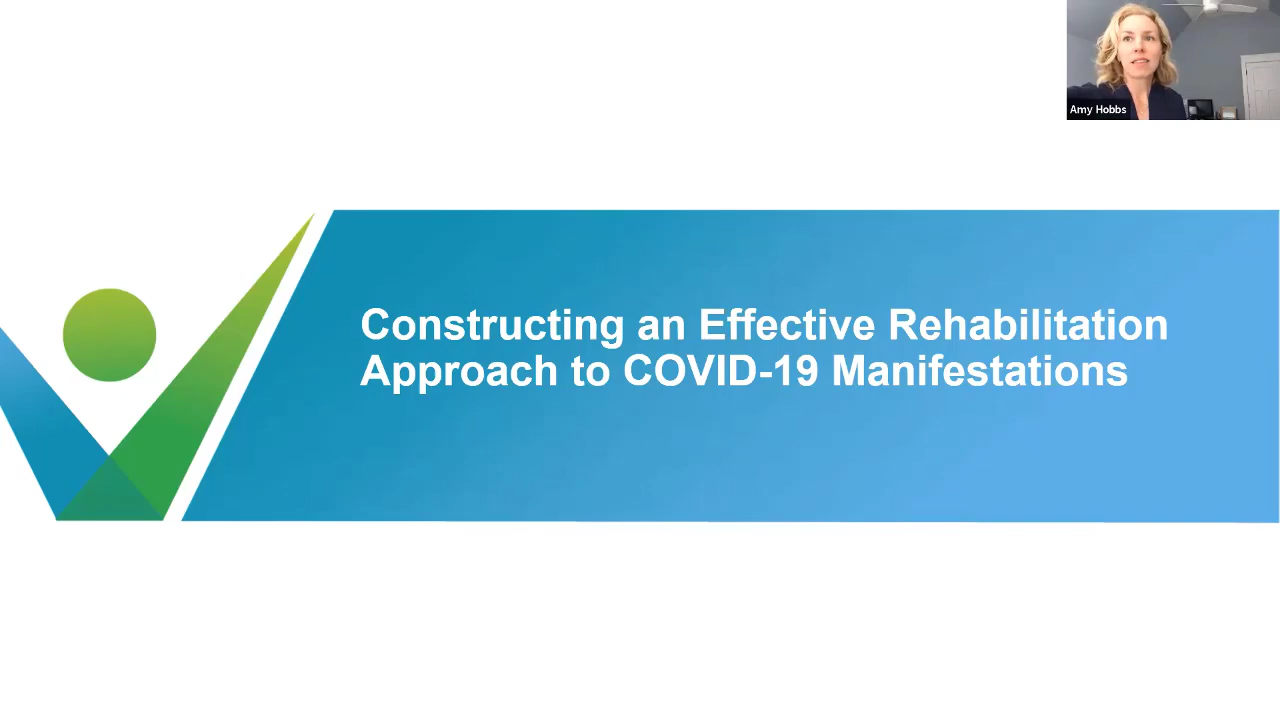 Amy Hobbs
Constructing an Effective Rehabilitation
Approach to COVID-19 Manifestations